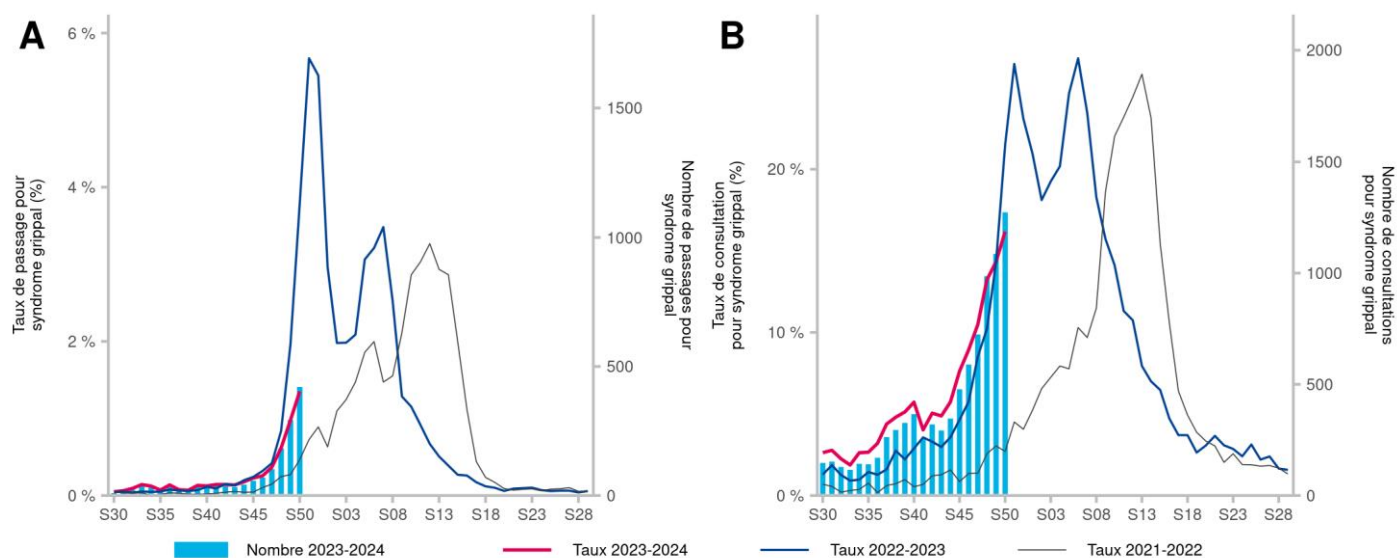 A
B
6 %
4 %
2 %
0 %
Taux de passage pour
syndrome grippal (%)
1500
1000
500
0
Nombre de passages pour
syndrome grippal
S30
S35
S40
S45
S50
S03
S08
S13
S18
S23
S28
20 %
10 %
0 %
Taux de consultation
pour syndrome grippal (%)
2000
1500
1000
500
0
Nombre de consultations
pour syndrome grippal
S30
S35
S40
S45
S50
S03
S08
S13
S18
S23
S28
Nombre 2023-2024
Taux 2023-2024
Taux 2022-2023
Taux 2021-2022